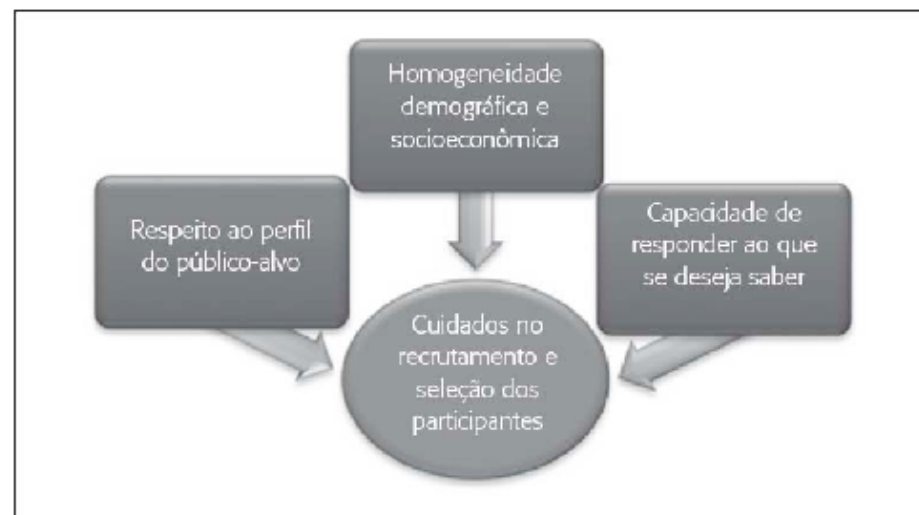 Homogeneidade
demográfica e
socioeconômica
Respeito ao perfil
do público-alvo
Capacidade de
responder ao que
se deseja saber
Cuidados no
recrutamento e
seleção dos
participantes